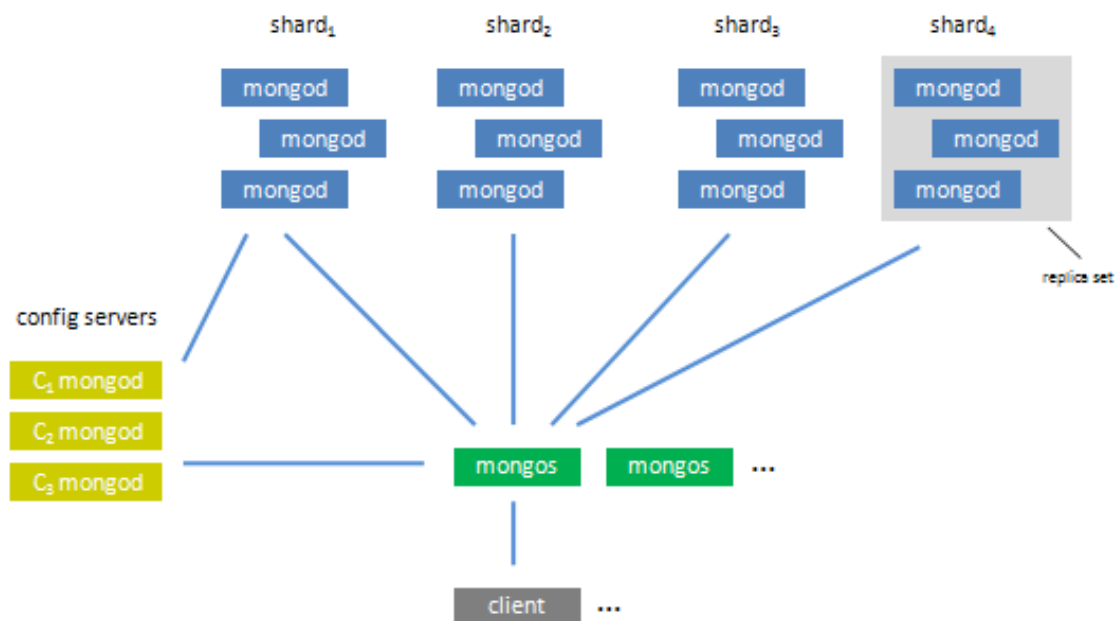 shard₁ shard₂ shard₃ shard₄
mongod mongod mongod mongod
mongod mongod mongod mongod
mongod mongod mongod mongod
replica set
config servers
C₁ mongod
C₂ mongod
C₃ mongod
mongos mongos ...
client ...